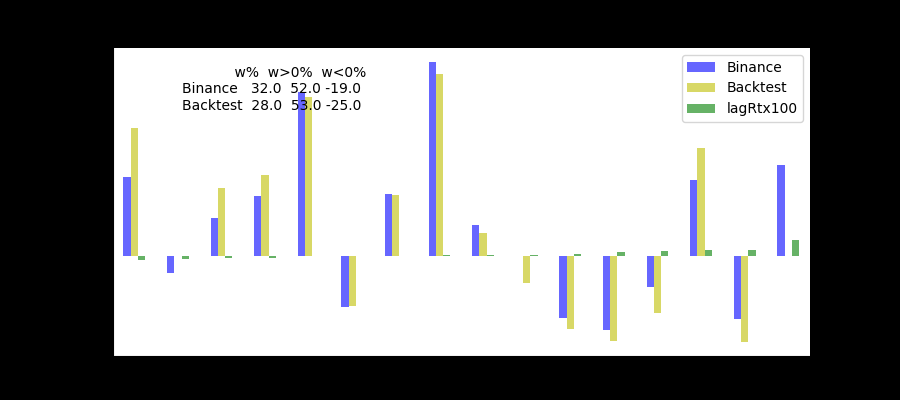 w%  w>0%  w<0%
Binance   32.0  52.0 -19.0
Backtest  28.0  53.0 -25.0
Binance
Backtest
lagRtx100